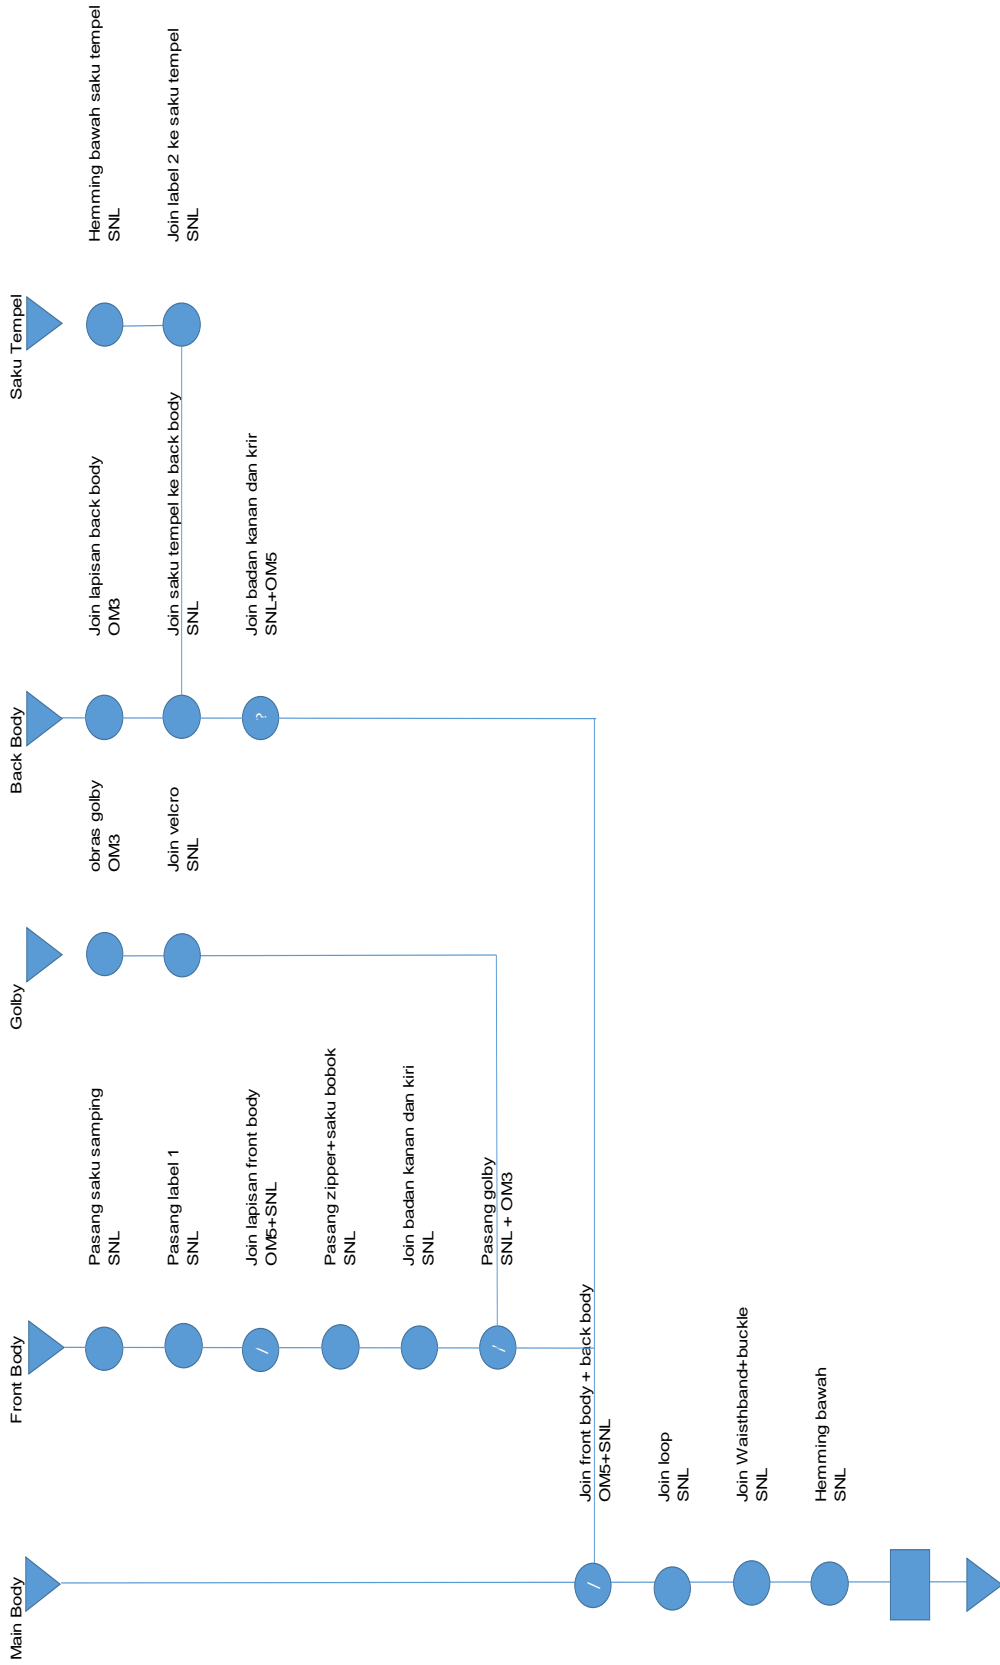 Main Body
Join front body + back body
OM5+SNL
Join loop
SNL
Join Waisthband+buckle
SNL
Hemming bawah
SNL
Front Body
Pasang saku samping
SNL
Pasang label 1
SNL
Join lapisan front body
OM5+SNL
Pasang zipper+saku bobok
SNL
Join badan kanan dan kiri
SNL
Pasang golby
SNL + OM3
/
/
/
Golby
obras golby
OM3
Join velcro
SNL
Back Body
Join lapisan back body
OM3
Join saku tempel ke back body
SNL
Join badan kanan dan krir
SNL+OM5
?
Saku Tempel
Hemming bawah saku tempel
SNL
Join label 2 ke saku tempel
SNL